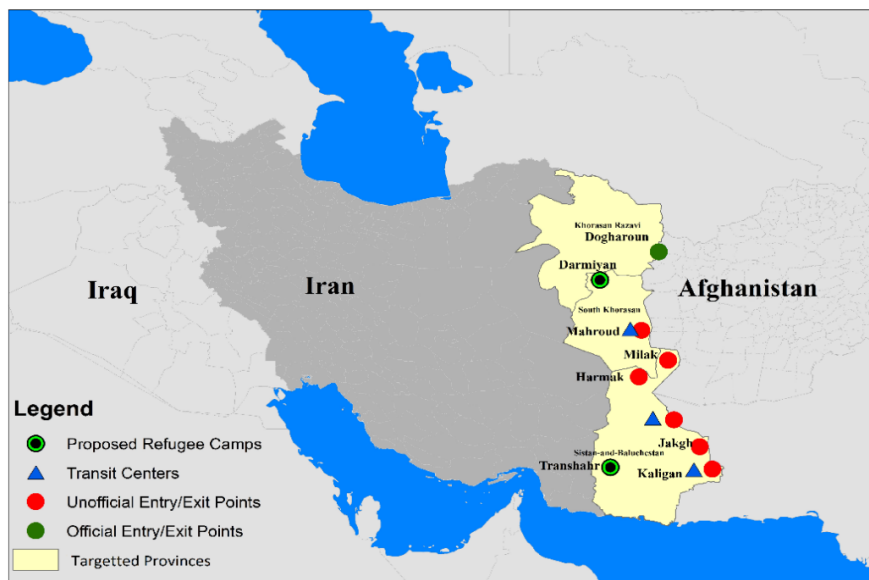 Khorasan Razavi
Dogharoun
Darmiyan
Iraq
Iran
Afghanistan
South Khorasan
Mahroud
Milak
Harmak
Jakgh
Sistan-and-Baluchestan
Transhahr
Kaligan
Legend
Proposed Refugee Camps
Transit Centers
Unofficial Entry/Exit Points
Official Entry/Exit Points
Targetted Provinces